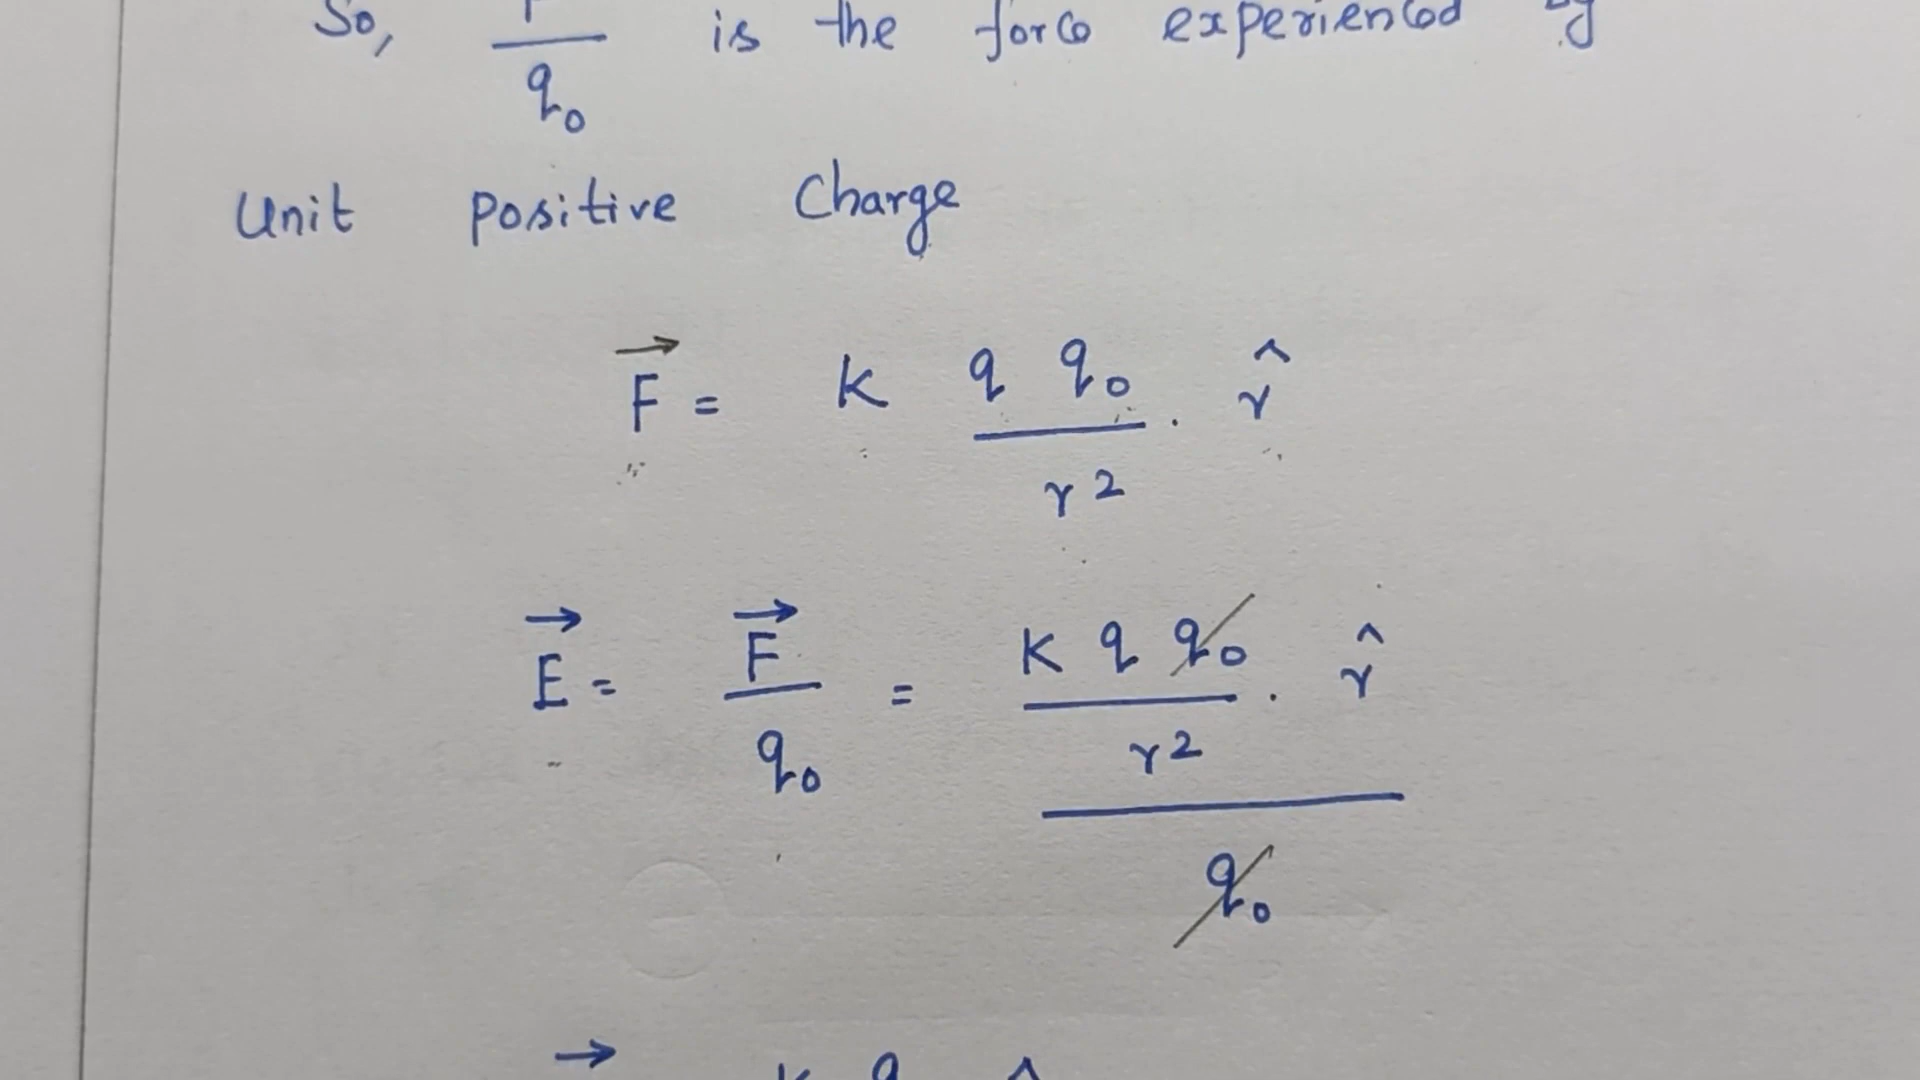 So, F/q₀ is the force experienced by
Unit positive Charge
F⃗ = K q q₀ / r² . r̂
E⃗ = F⃗ / q₀ = (K q q₀ / r² . r̂) / q₀
→ K q ^